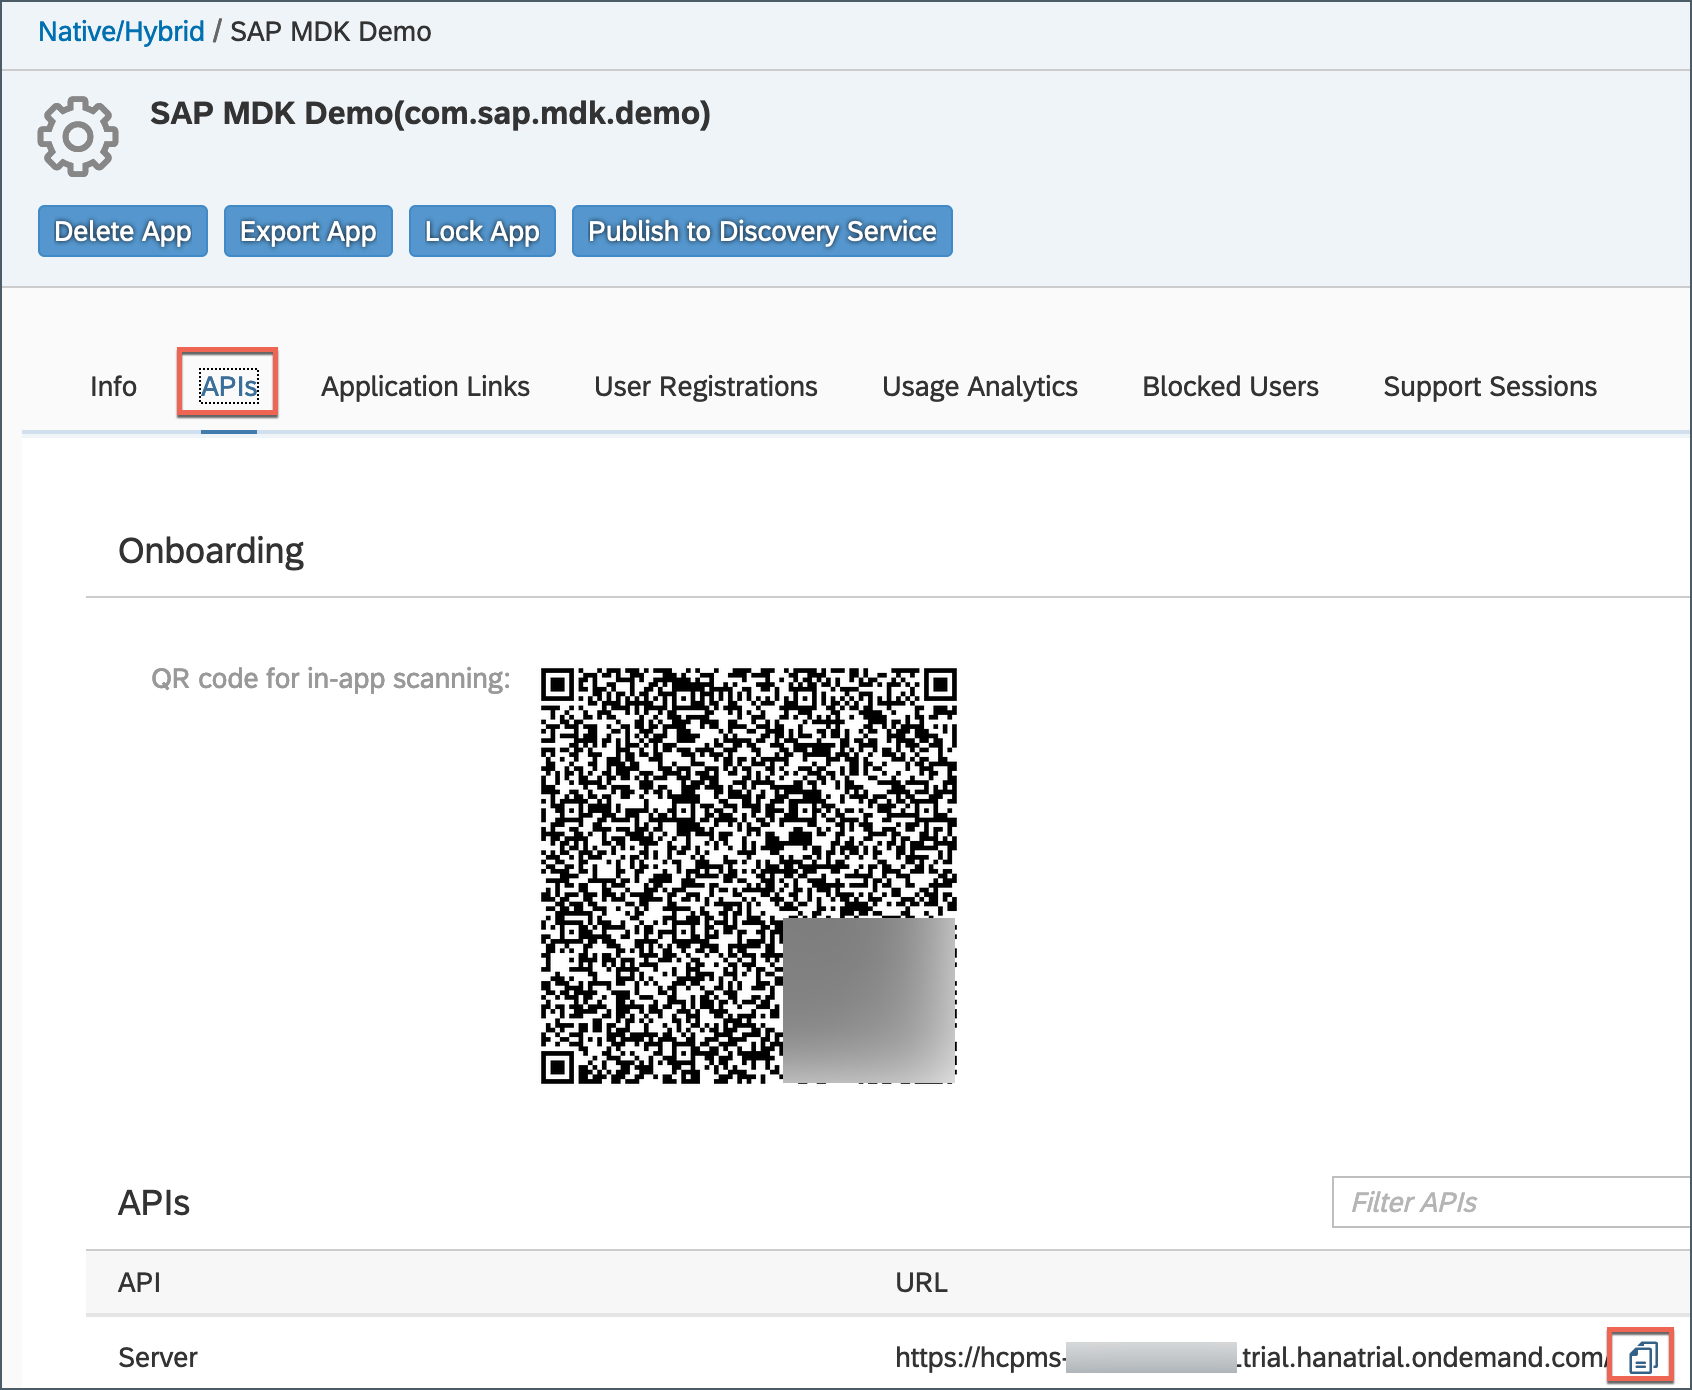 Native/Hybrid / SAP MDK Demo
SAP MDK Demo(com.sap.mdk.demo)
Delete App Export App Lock App Publish to Discovery Service
Info APIs Application Links User Registrations Usage Analytics Blocked Users Support Sessions
Onboarding
QR code for in-app scanning:
APIs Filter APIs
API URL
Server https://hcpms- trial.hanatrial.ondemand.com/